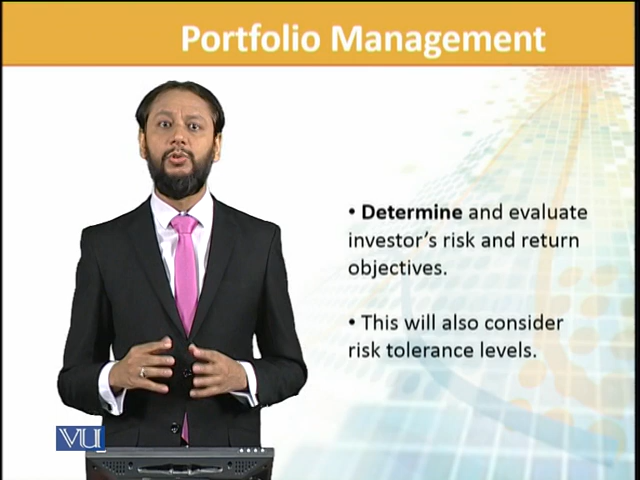 Portfolio Management
• Determine and evaluate
investor's risk and return
objectives.
• This will also consider
risk tolerance levels.
VU